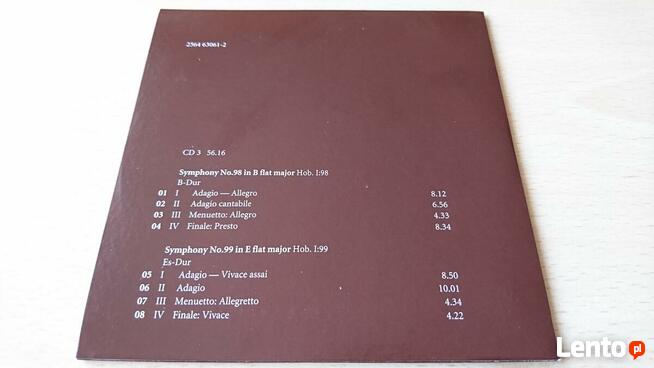 2564 63061-2
CD 3 56.16
Symphony No.98 in B flat major Hob. I:98
B-Dur
01 I Adagio — Allegro 8.12
02 II Adagio cantabile 6.56
03 III Menuetto: Allegro 4.33
04 IV Finale: Presto 8.34
Symphony No.99 in E flat major Hob. I:99
Es-Dur
05 I Adagio — Vivace assai 8.50
06 II Adagio 10.01
07 III Menuetto: Allegretto 4.34
08 IV Finale: Vivace 4.22
Lento pl